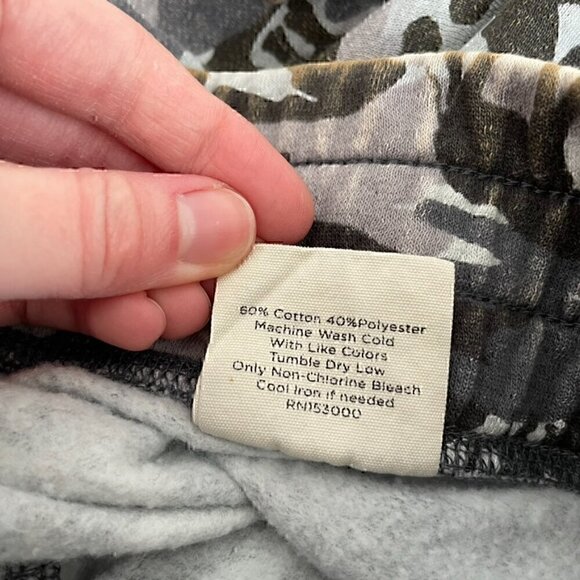 60% Cotton 40%Polyester
Machine Wash Cold
With Like Colors
Tumble Dry Low
Only Non-Chlorine Bleach
Cool Iron if needed
RN153000